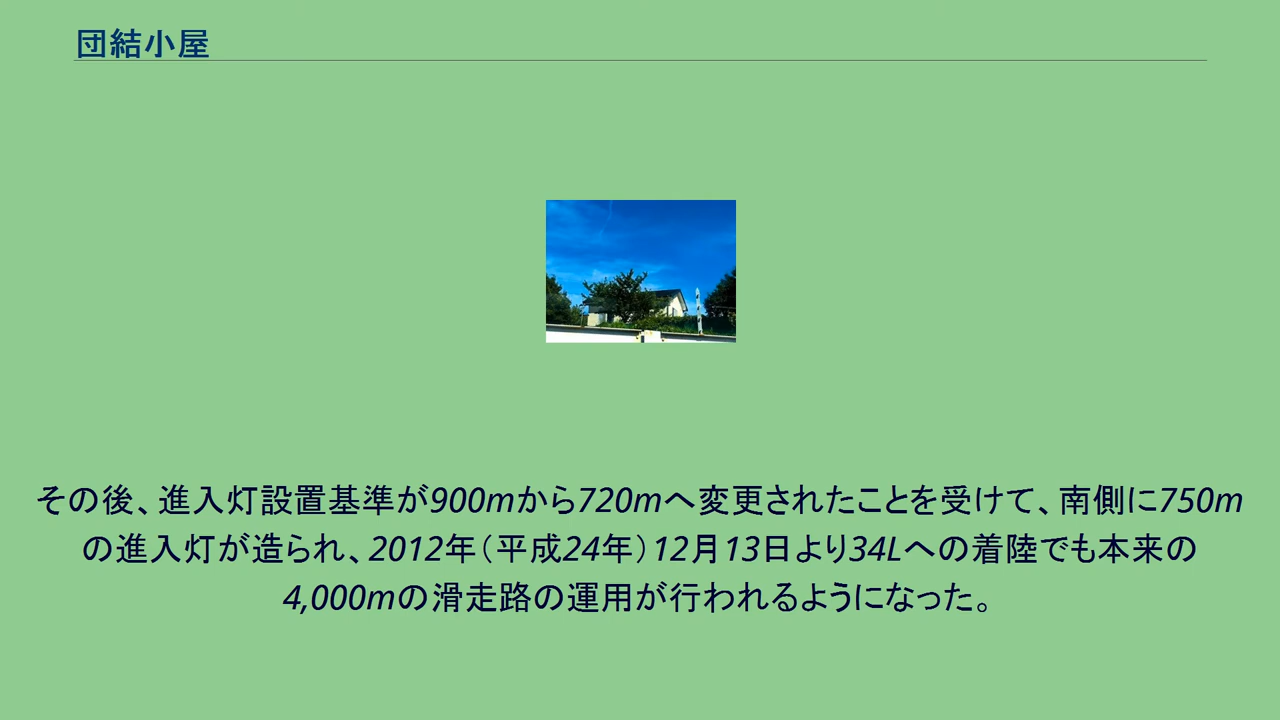 団結小屋
その後、進入灯設置基準が900mから720mへ変更されたことを受けて、南側に750m
の進入灯が造られ、2012年（平成24年）12月13日より34Lへの着陸でも本来の
4,000mの滑走路の運用が行われるようになった。